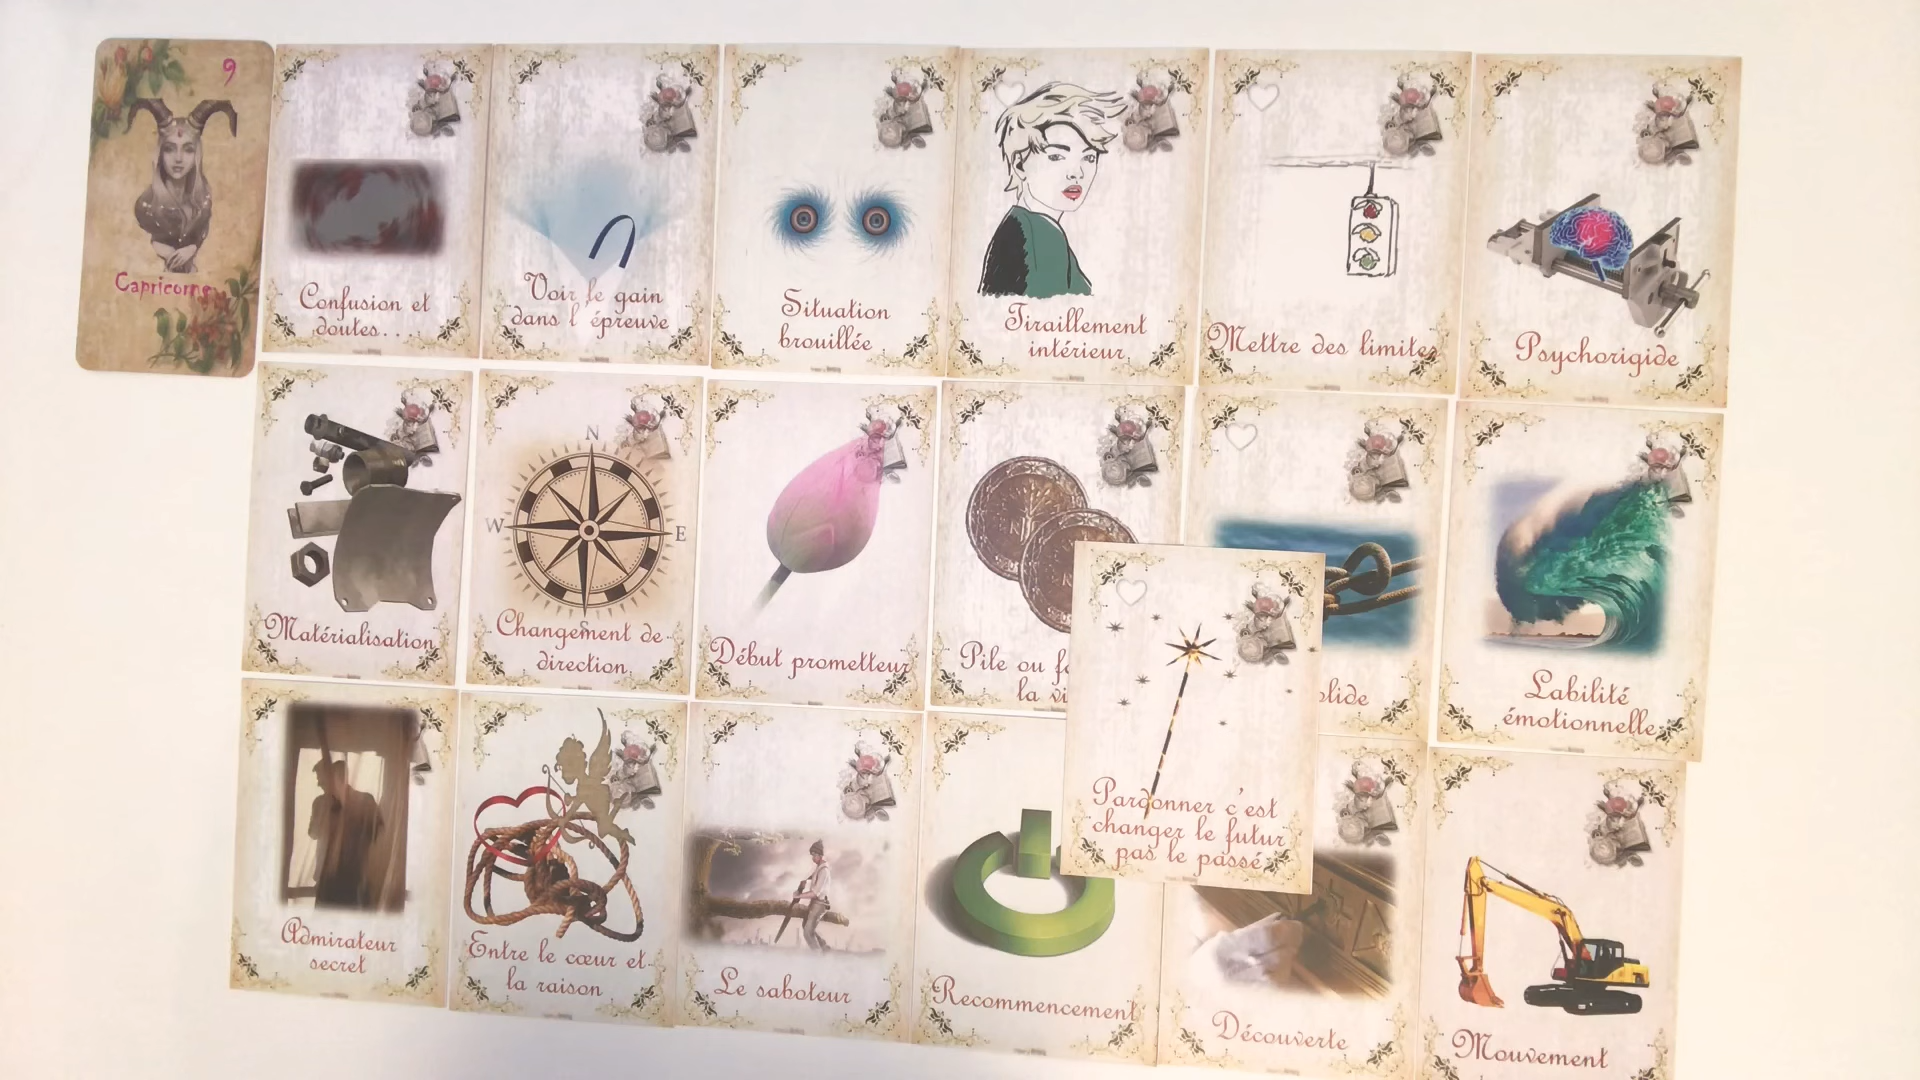 9
Capricorne
Confusion et
doutes...
Voir le gain
dans l'épreuve
Situation
brouillée
Tiraillement
intérieur
Mettre des limites
Psychorigide
Matérialisation
N
W
E
S
Changement de
direction
Début prometteur
Pile ou
la
Labilité
émotionnelle
Pardonner c'est
changer le futur
pas le passé
Admirateur
secret
Entre le cœur et
la raison
Le saboteur
Recommencement
Découverte
Mouvement